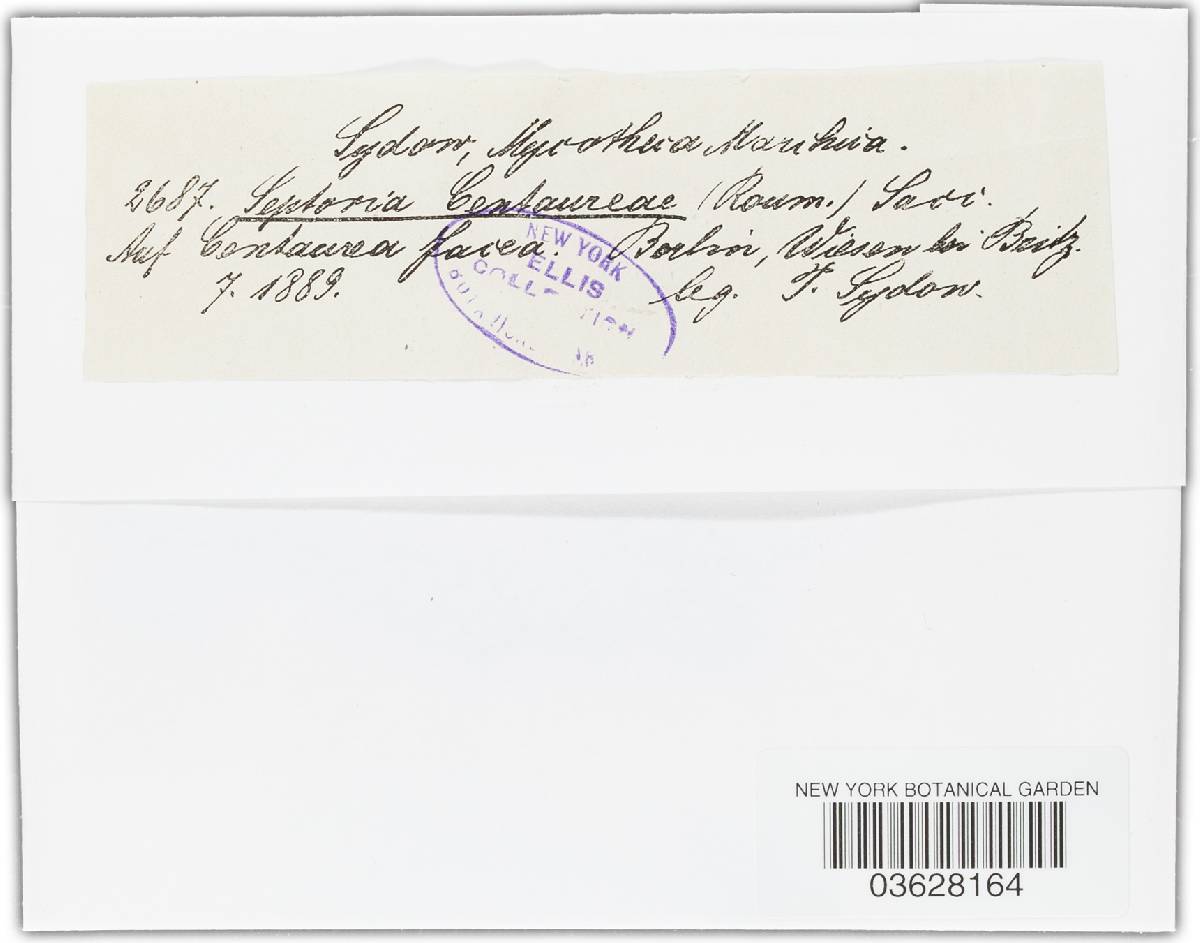 Sydow, Mycotheca Marchica.
2687. Septoria Centaureae (Roum.) Sacc.
Auf Centaurea Jacea. Berlin, Wiesen bei Britz.
7. 1889. leg. P. Sydow.
NEW YORK
ELLIS
COLLECTION
NEW YORK BOTANICAL GARDEN
03628164